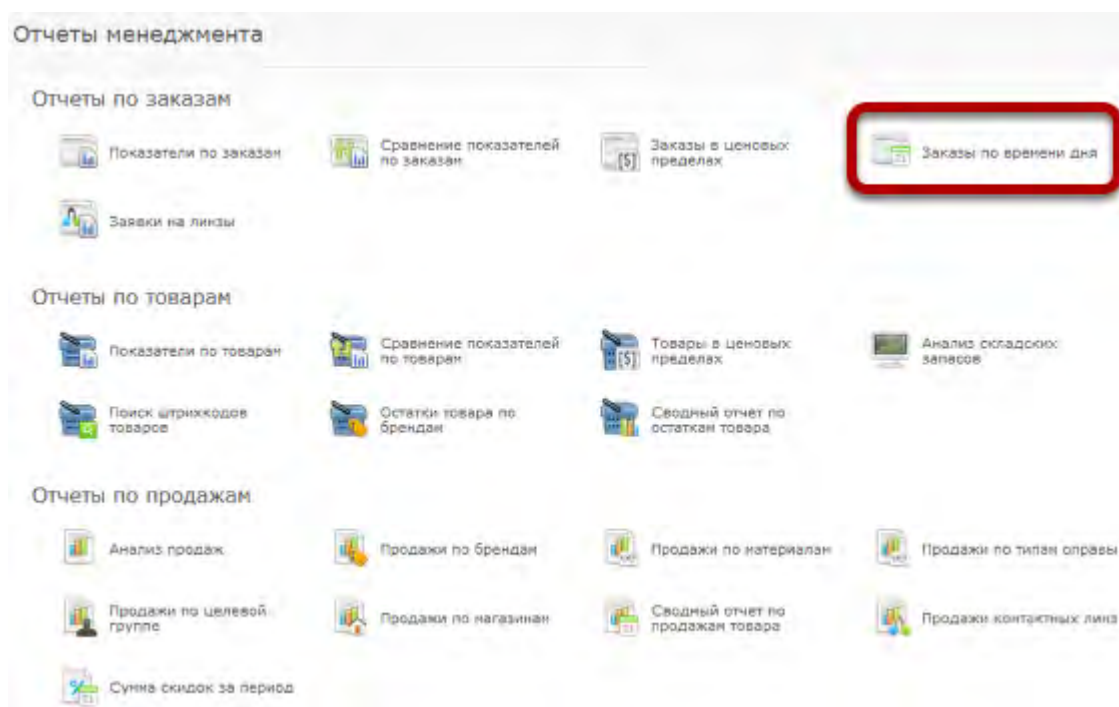 Отчеты менеджмента
Отчеты по заказам
Показатели по заказам
Сравнение показателей
по заказам
Заказы в ценовых
пределах
Заказы по времени дня
Заявки на линзы
Отчеты по товарам
Показатели по товарам
Сравнение показателей
по товарам
Товары в ценовых
пределах
Анализ складских
запасов
Поиск штрихкодов
товаров
Остатки товара по
брендам
Сводный отчет по
остаткам товара
Отчеты по продажам
Анализ продаж
Продажи по брендам
Продажи по материалам
Продажи по типам оправы
Продажи по целевой
группе
Продажи по магазинам
Сводный отчет по
продажам товара
Продажи контактных линз
Сумма скидок за период